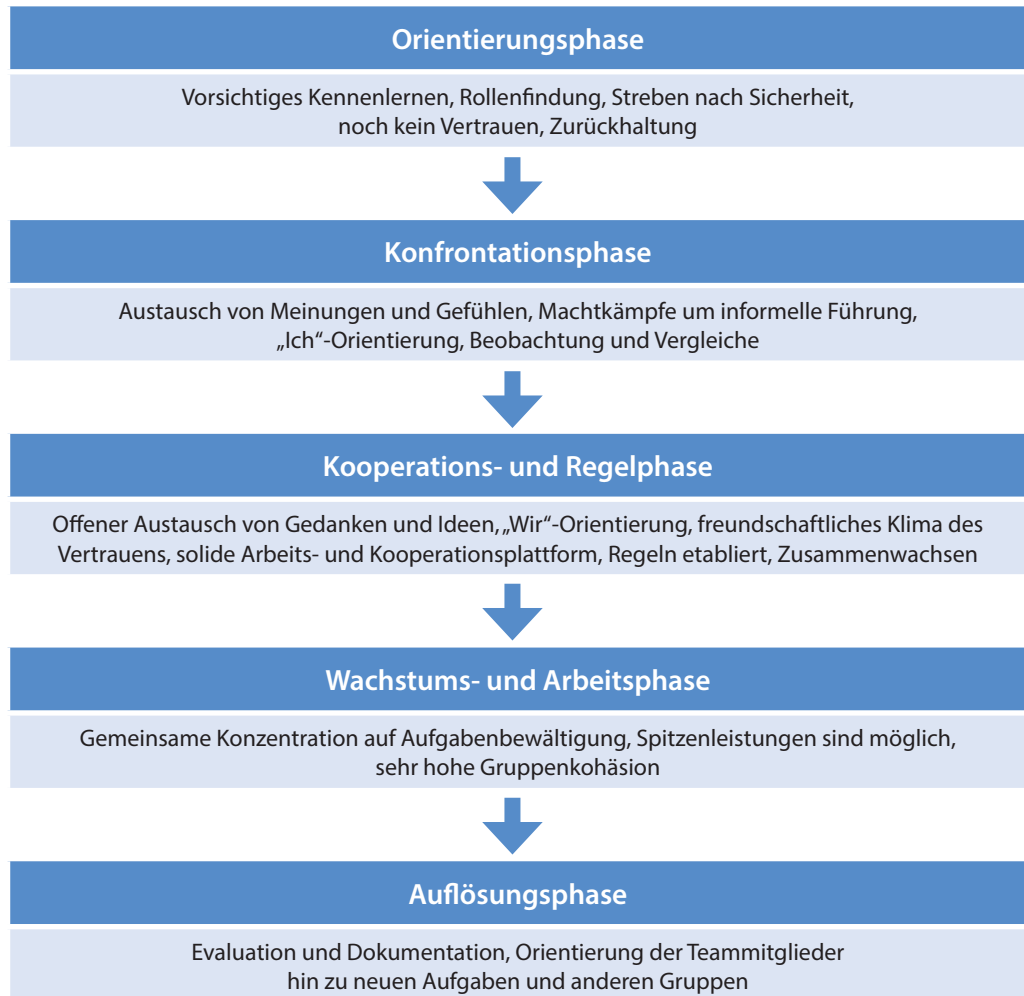 Orientierungsphase
Vorsichtiges Kennenlernen, Rollenfindung, Streben nach Sicherheit,
noch kein Vertrauen, Zurückhaltung
Konfrontationsphase
Austausch von Meinungen und Gefühlen, Machtkämpfe um informelle Führung,
„Ich“-Orientierung, Beobachtung und Vergleiche
Kooperations- und Regelphase
Offener Austausch von Gedanken und Ideen, „Wir“-Orientierung, freundschaftliches Klima des
Vertrauens, solide Arbeits- und Kooperationsplattform, Regeln etabliert, Zusammenwachsen
Wachstums- und Arbeitsphase
Gemeinsame Konzentration auf Aufgabenbewältigung, Spitzenleistungen sind möglich,
sehr hohe Gruppenkohäsion
Auflösungsphase
Evaluation und Dokumentation, Orientierung der Teammitglieder
hin zu neuen Aufgaben und anderen Gruppen